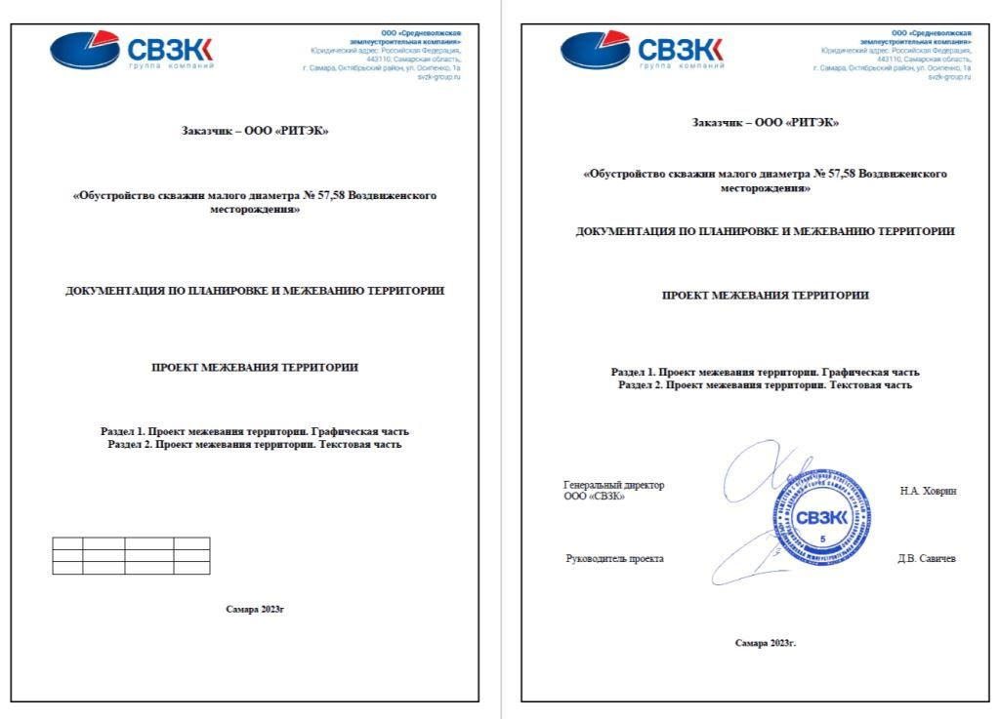 СВЗК
группа компаний
ООО «Средневолжская
землеустроительная компания»
Юридический адрес: Российская Федерация,
443110, Самарская область,
г. Самара, Октябрьский район, ул. Осипенко, 1а
svzk-group.ru
Заказчик – ООО «РИТЭК»
«Обустройство скважин малого диаметра № 57,58 Воздвиженского
месторождения»
ДОКУМЕНТАЦИЯ ПО ПЛАНИРОВКЕ И МЕЖЕВАНИЮ ТЕРРИТОРИИ
ПРОЕКТ МЕЖЕВАНИЯ ТЕРРИТОРИИ
Раздел 1. Проект межевания территории. Графическая часть
Раздел 2. Проект межевания территории. Текстовая часть
Самара 2023г
СВЗК
группа компаний
ООО «Средневолжская
землеустроительная компания»
Юридический адрес: Российская Федерация,
443110, Самарская область,
г. Самара, Октябрьский район, ул. Осипенко, 1а
svzk-group.ru
Заказчик – ООО «РИТЭК»
«Обустройство скважин малого диаметра № 57,58 Воздвиженского
месторождения»
ДОКУМЕНТАЦИЯ ПО ПЛАНИРОВКЕ И МЕЖЕВАНИЮ ТЕРРИТОРИИ
ПРОЕКТ МЕЖЕВАНИЯ ТЕРРИТОРИИ
Раздел 1. Проект межевания территории. Графическая часть
Раздел 2. Проект межевания территории. Текстовая часть
Генеральный директор
ООО «СВЗК»
Н.А. Ховрин
СВЗК
5
Руководитель проекта
Д.В. Савичев
Самара 2023г.